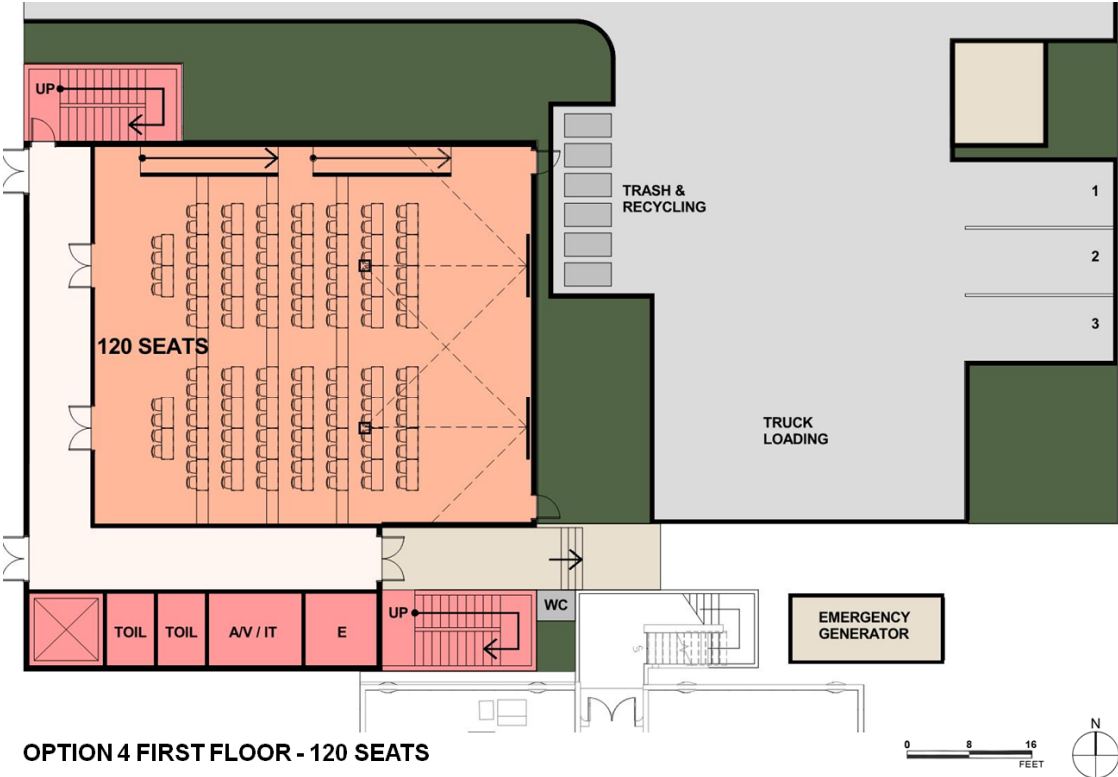 UP
TRASH &
RECYCLING
1
2
3
120 SEATS
TRUCK
LOADING
TOIL
TOIL
A/V / IT
E
UP
WC
EMERGENCY
GENERATOR
OPTION 4 FIRST FLOOR - 120 SEATS
0 8 16
FEET
N